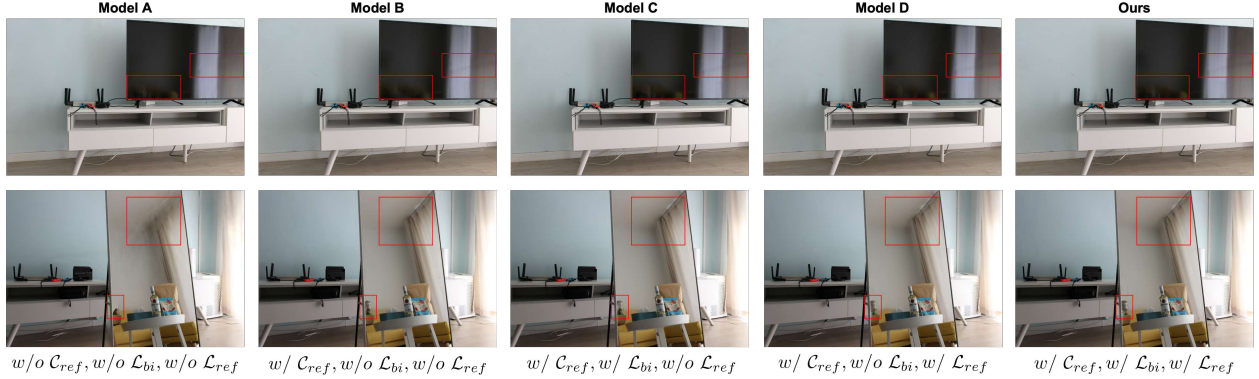 Model A
Model B
Model C
Model D
Ours
w/o C_ref, w/o L_bi, w/o L_ref
w/ C_ref, w/o L_bi, w/o L_ref
w/ C_ref, w/ L_bi, w/o L_ref
w/ C_ref, w/o L_bi, w/ L_ref
w/ C_ref, w/ L_bi, w/ L_ref